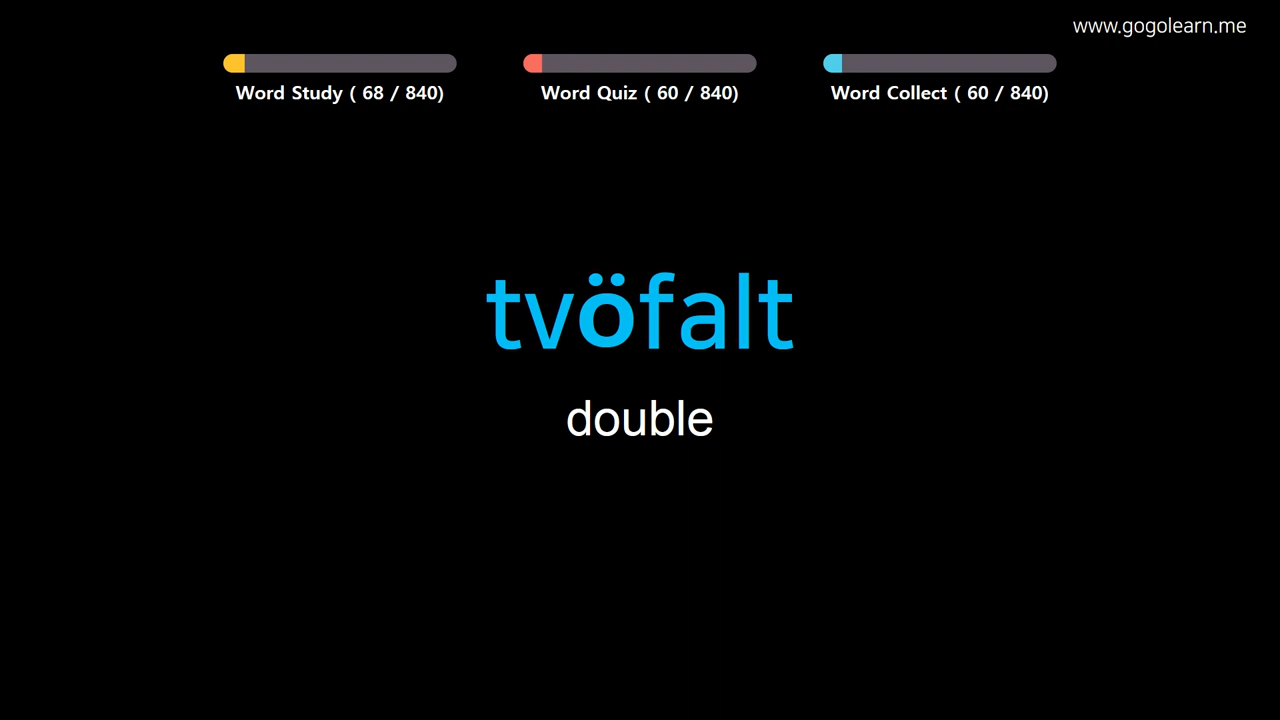 www.gogolearn.me
Word Study ( 68 / 840)
Word Quiz ( 60 / 840)
Word Collect ( 60 / 840)
tvöfalt
double